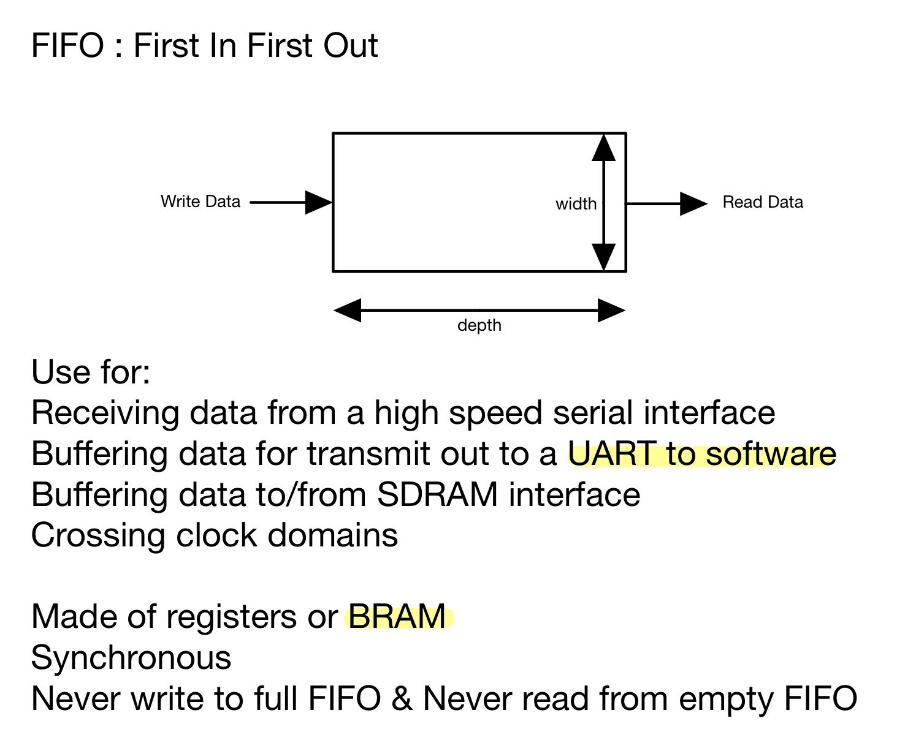 FIFO : First In First Out
Write Data
width
Read Data
depth
Use for:
Receiving data from a high speed serial interface
Buffering data for transmit out to a UART to software
Buffering data to/from SDRAM interface
Crossing clock domains
Made of registers or BRAM
Synchronous
Never write to full FIFO & Never read from empty FIFO